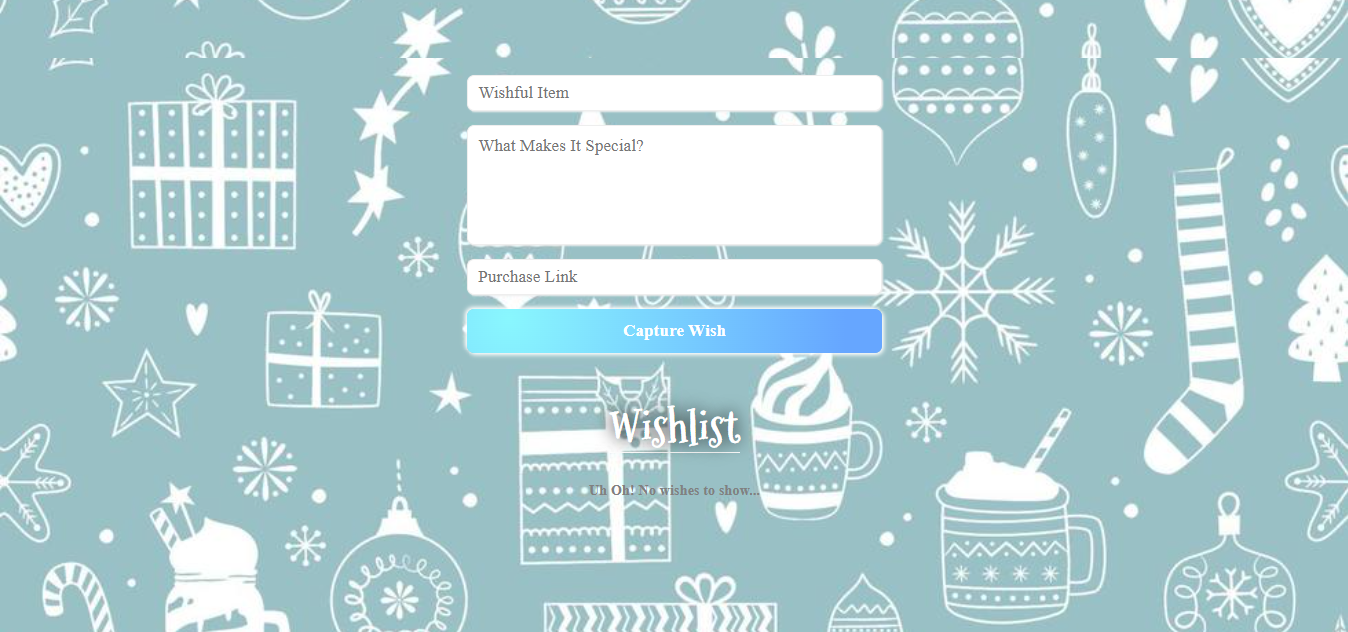 Wishful Item
What Makes It Special?
Purchase Link
Capture Wish
Wishlist
Uh Oh! No wishes to show...